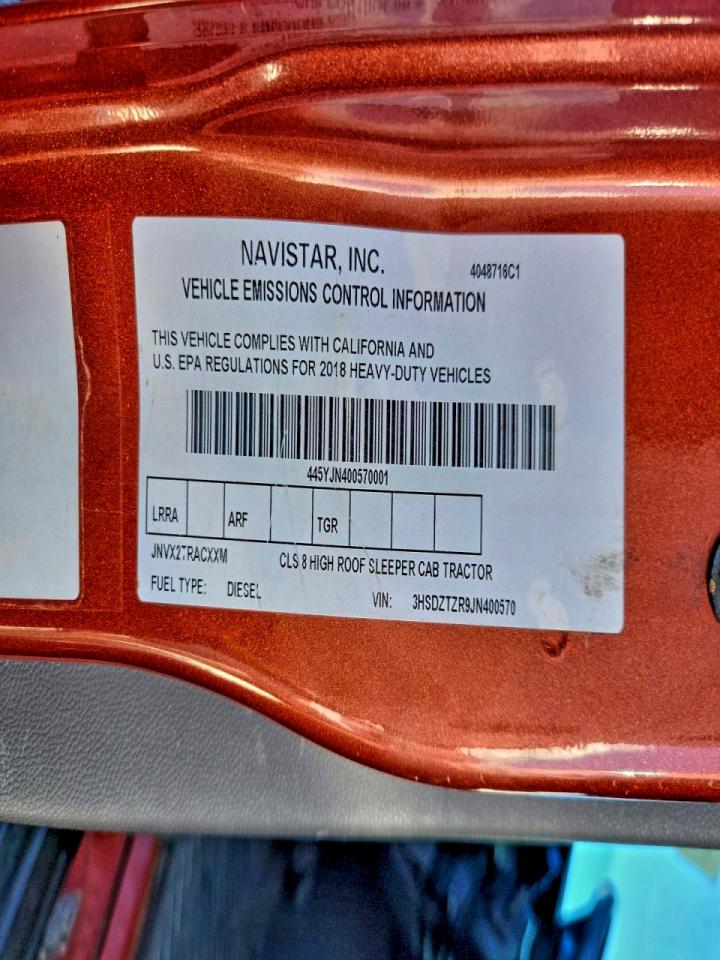 NAVISTAR, INC.
4048716C1
VEHICLE EMISSIONS CONTROL INFORMATION
THIS VEHICLE COMPLIES WITH CALIFORNIA AND
U.S. EPA REGULATIONS FOR 2018 HEAVY-DUTY VEHICLES
445YJN400570001
LRRA ARF TGR
JNVX2TRACXXM CLS 8 HIGH ROOF SLEEPER CAB TRACTOR
FUEL TYPE: DIESEL VIN: 3HSDZTZR9JN400570